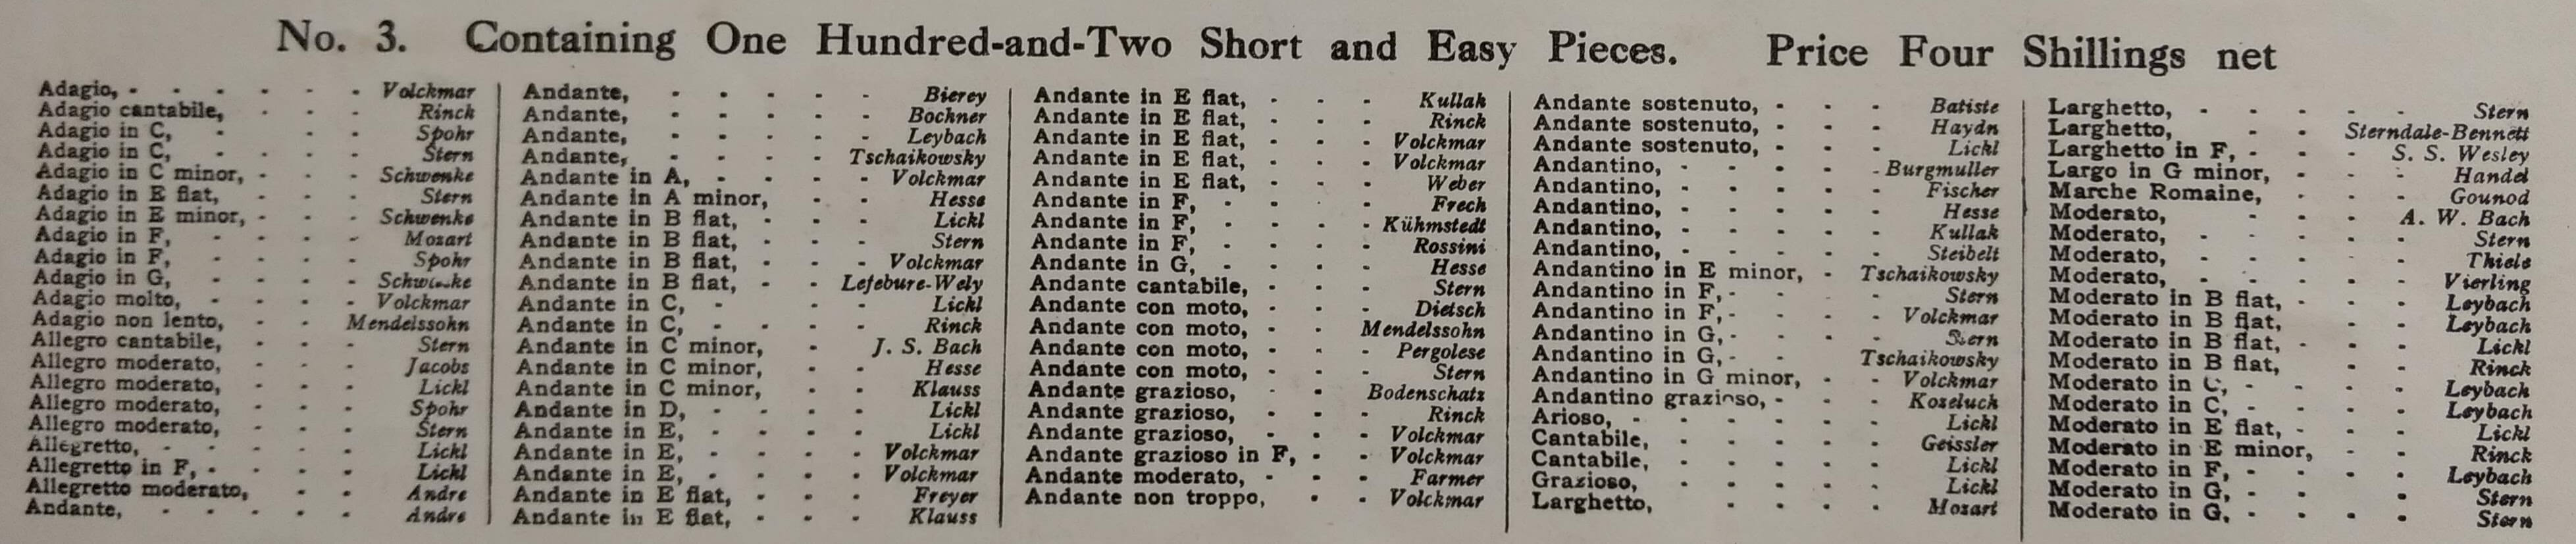 No. 3. Containing One Hundred-and-Two Short and Easy Pieces. Price Four Shillings net
Adagio, - - - - - - Volckmar
Adagio cantabile, - - - Rinck
Adagio in C, - - - Spohr
Adagio in C, - - - - Stern
Adagio in C minor, - - - Schwenke
Adagio in E flat, - - - Stern
Adagio in E minor, - - - Schwenke
Adagio in F, - - - - Mozart
Adagio in F, - - - - Spohr
Adagio in G, - - - - Schwenke
Adagio molto, - - - - Volckmar
Adagio non lento, - - Mendelssohn
Allegro cantabile, - - - Stern
Allegro moderato, - - - Jacobs
Allegro moderato, - - - Lickl
Allegro moderato, - - - Spohr
Allegro moderato, - - - Stern
Allegretto, - - - - - Lickl
Allegretto in F, - - - - Lickl
Allegretto moderato, - - Andre
Andante, - - - - - Andre
Andante, - - - - - Bierey
Andante, - - - - - Bochner
Andante, - - - - - Leybach
Andante, - - - - Tschaikowsky
Andante in A, - - - - Volckmar
Andante in A minor, - - Hesse
Andante in B flat, - - - Lickl
Andante in B flat, - - - Stern
Andante in B flat, - - - Volckmar
Andante in B flat, - - - Lefebure-Wely
Andante in C, - - - - Lickl
Andante in C, - - - - Rinck
Andante in C minor, - J. S. Bach
Andante in C minor, - - Hesse
Andante in C minor, - - Klauss
Andante in D, - - - - Lickl
Andante in E, - - - - Lickl
Andante in E, - - - - Volckmar
Andante in E, - - - - Volckmar
Andante in E flat, - - - Freyer
Andante in E flat, - - - Klauss
Andante in E flat, - - - Kullak
Andante in E flat, - - - Rinck
Andante in E flat, - - - Volckmar
Andante in E flat, - - - Volckmar
Andante in E flat, - - - Weber
Andante in F, - - - - Frech
Andante in F, - - - - Kühmstedt
Andante in F, - - - - Rossini
Andante in G, - - - - Hesse
Andante cantabile, - - - Stern
Andante con moto, - - - Dietsch
Andante con moto, - - Mendelssohn
Andante con moto, - - - Pergolese
Andante con moto, - - - Stern
Andante grazioso, - - Bodenschatz
Andante grazioso, - - - Rinck
Andante grazioso, - - - Volckmar
Andante grazioso in F, - - Volckmar
Andante moderato, - - - Farmer
Andante non troppo, - - Volckmar
Andante sostenuto, - - - Batiste
Andante sostenuto, - - - Haydn
Andante sostenuto, - - - Lickl
Andantino, - - - - - Burgmuller
Andantino, - - - - - Fischer
Andantino, - - - - - Hesse
Andantino, - - - - - Kullak
Andantino, - - - - - Steibelt
Andantino in E minor, - Tschaikowsky
Andantino in F, - - - - Stern
Andantino in F, - - - - Volckmar
Andantino in G, - - - - Stern
Andantino in G, - - - Tschaikowsky
Andantino in G minor, - - Volckmar
Andantino grazioso, - - - Kozeluch
Arioso, - - - - - - Lickl
Cantabile, - - - - - Geissler
Cantabile, - - - - - Lickl
Grazioso, - - - - - Lickl
Larghetto, - - - - Mozart
Larghetto, - - - - - Stern
Larghetto, - - Sterndale-Bennett
Larghetto in F, - - - S. S. Wesley
Largo in G minor, - - - Handel
Marche Romaine, - - - Gounod
Moderato, - - - A. W. Bach
Moderato, - - - - - Stern
Moderato, - - - - - Thiele
Moderato, - - - - - Vierling
Moderato in B flat, - - - Leybach
Moderato in B flat, - - Leybach
Moderato in B flat, - - - Lickl
Moderato in B flat, - - Rinck
Moderato in C, - - - - Leybach
Moderato in C, - - - - Leybach
Moderato in E flat, - - - Lickl
Moderato in E minor, - - Rinck
Moderato in F, - - - - Leybach
Moderato in G, - - - - Stern
Moderato in G, - - - - Stern